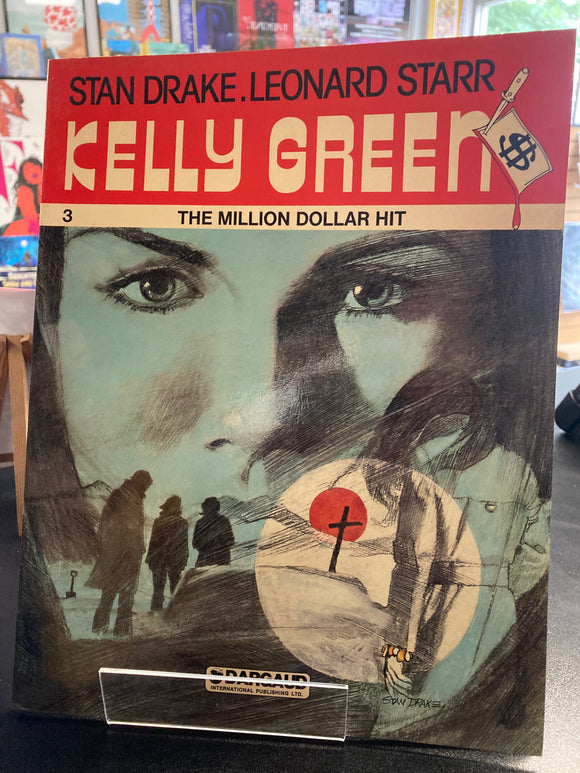 STAN DRAKE. LEONARD STARR
KELLY GREEN
$
3 THE MILLION DOLLAR HIT
DARGAUD
INTERNATIONAL PUBLISHING LTD.
STAN DRAKE